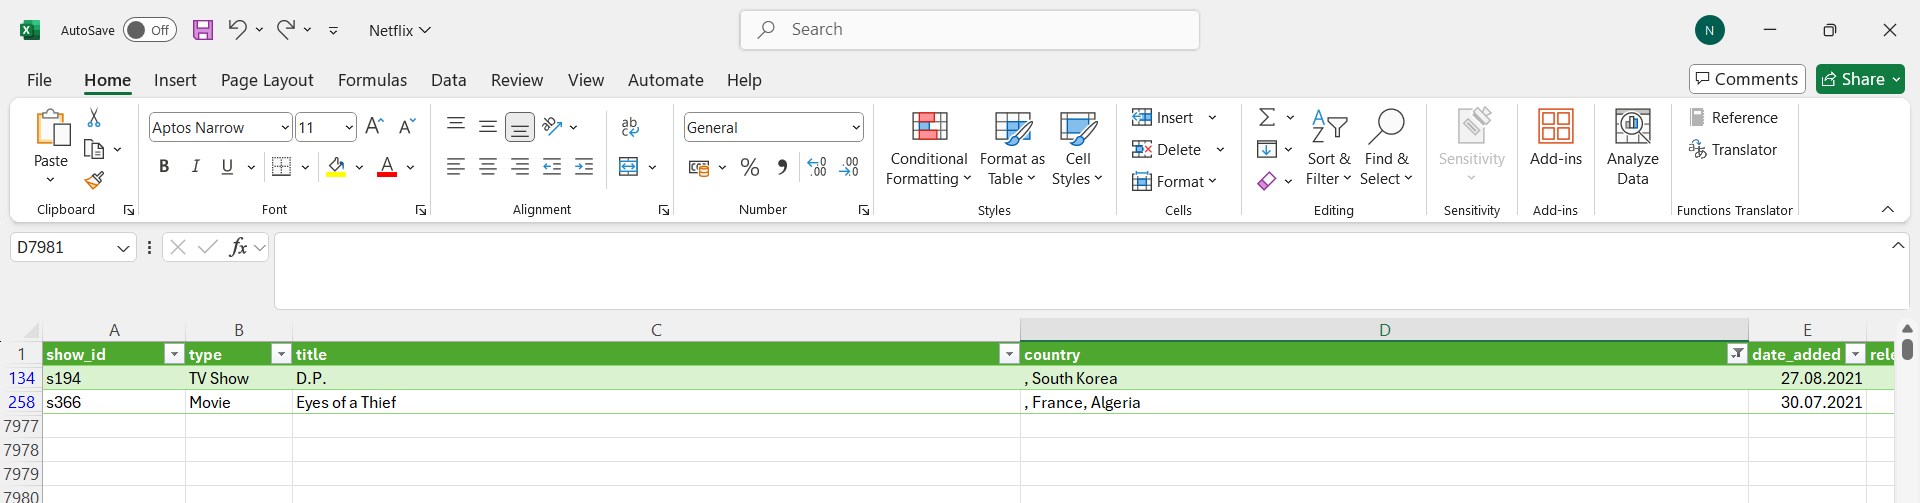 AutoSave Off Netflix Search N
File Home Insert Page Layout Formulas Data Review View Automate Help Comments Share
Paste
Clipboard
Aptos Narrow 11
B I U
Font
ab
c
Alignment
General
% .00 .00
Number
Conditional Formatting
Format as Table
Cell Styles
Styles
Insert
Delete
Format
Cells
Sort & Filter
Find & Select
Editing
Sensitivity
Sensitivity
Add-ins
Add-ins
Analyze Data
Reference
Translator
Functions Translator
D7981 fx
A B C D E
1 show_id type title country date_added rele
134 s194 TV Show D.P. , South Korea 27.08.2021
258 s366 Movie Eyes of a Thief , France, Algeria 30.07.2021
7977
7978
7979
7980